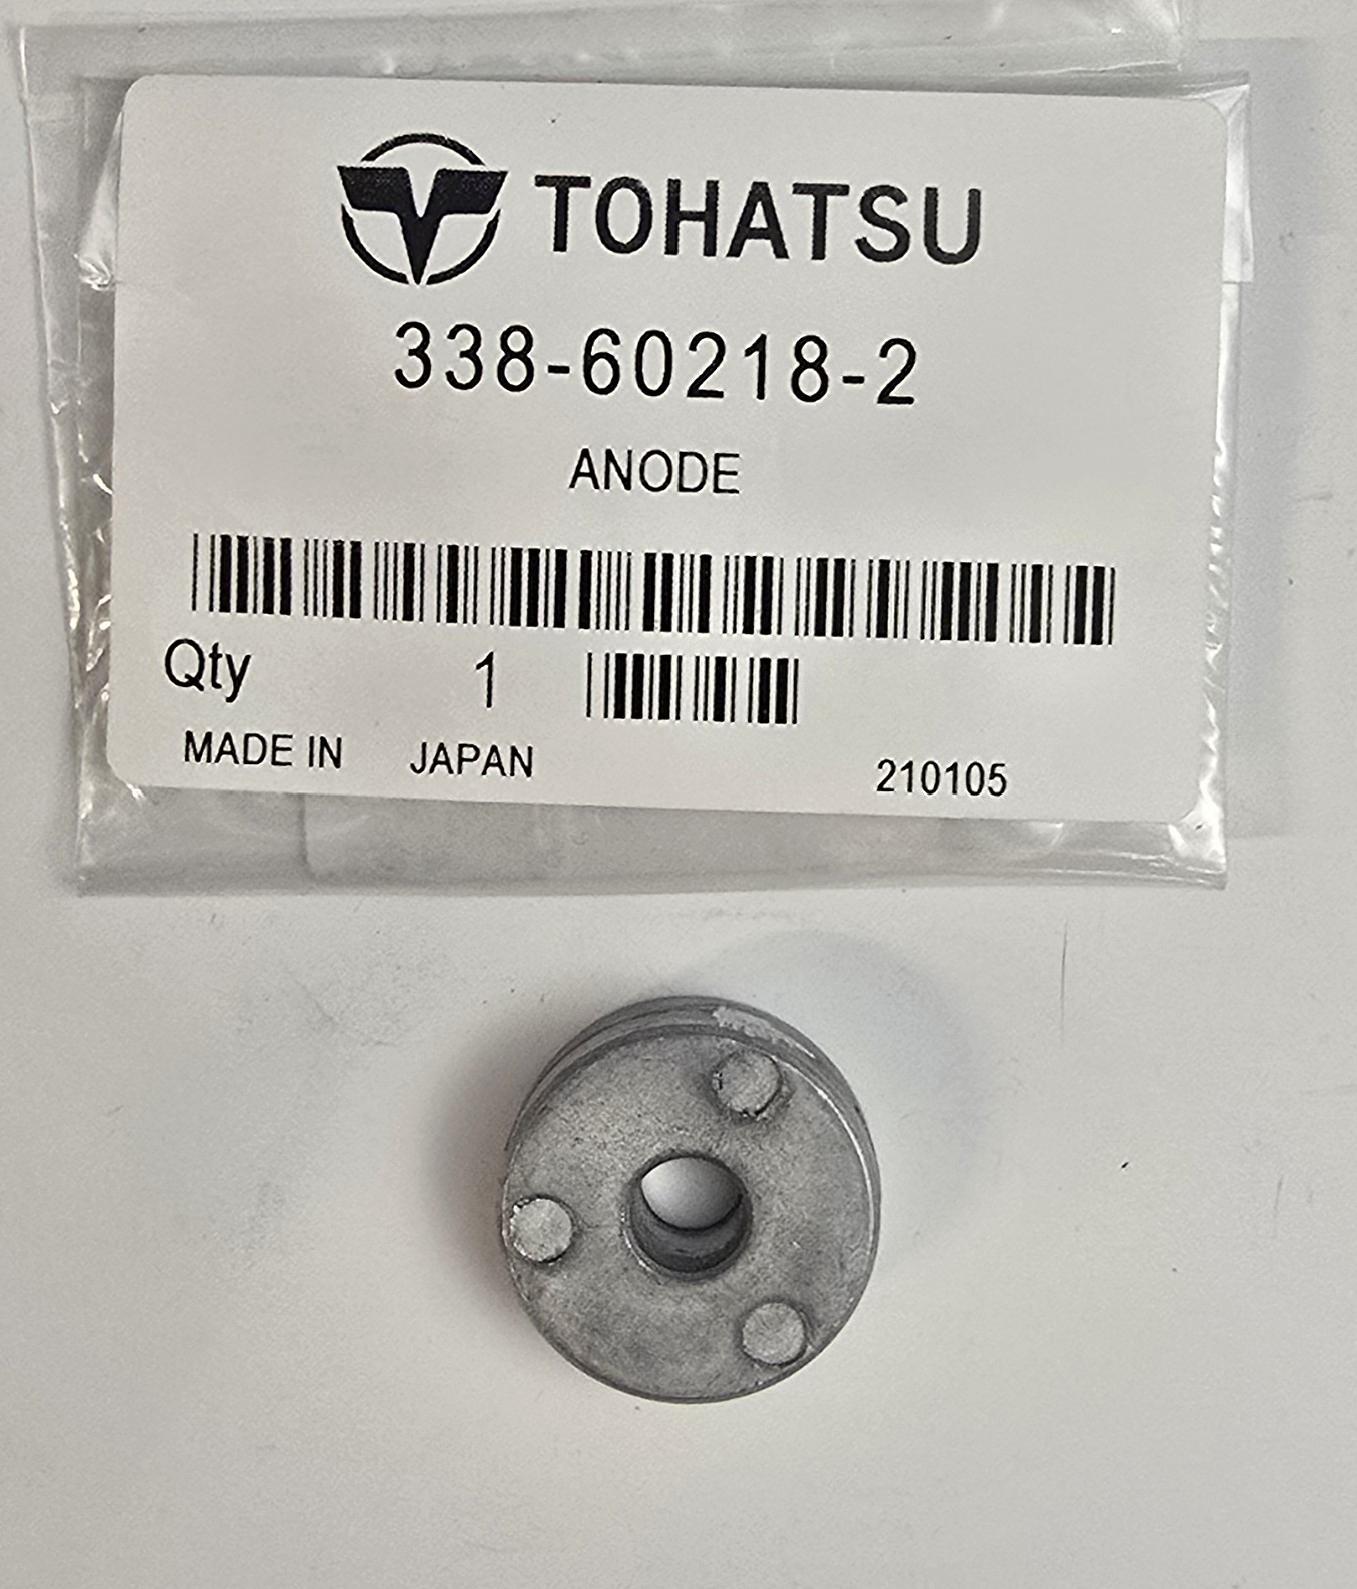 TOHATSU
338-60218-2
ANODE
Qty 1
MADE IN JAPAN 210105